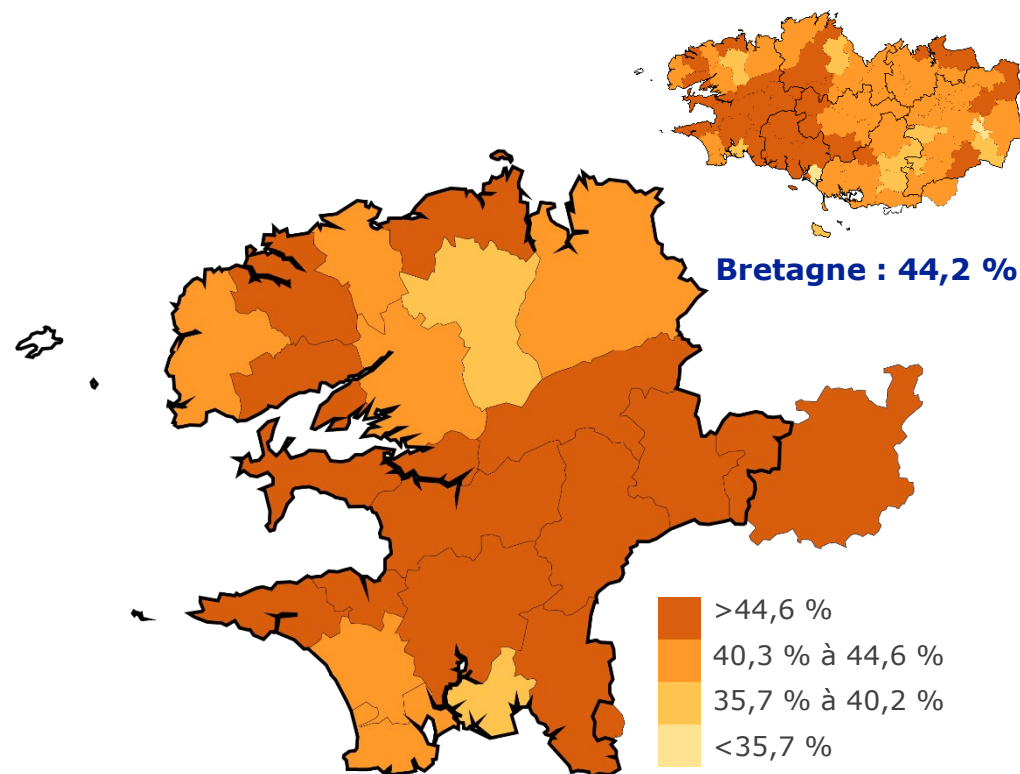 Bretagne : 44,2 %
>44,6 %
40,3 % à 44,6 %
35,7 % à 40,2 %
<35,7 %